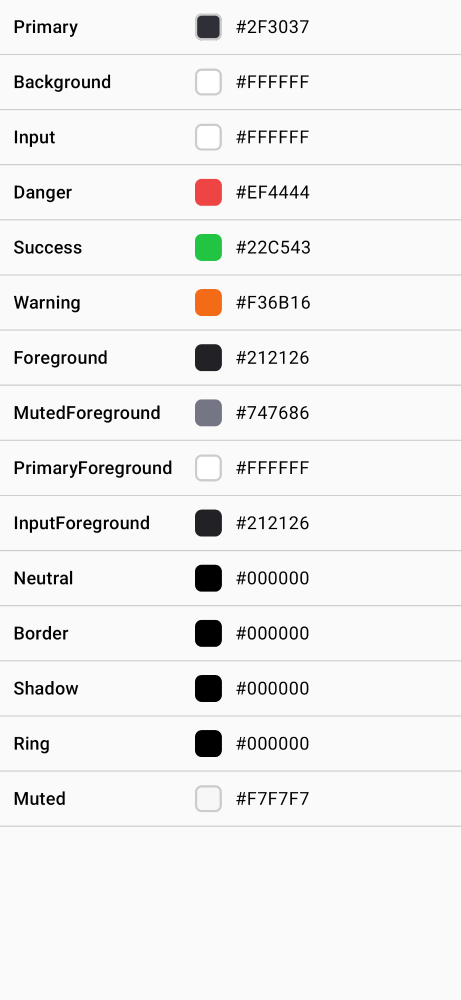 Primary #2F3037
Background #FFFFFF
Input #FFFFFF
Danger #EF4444
Success #22C543
Warning #F36B16
Foreground #212126
MutedForeground #747686
PrimaryForeground #FFFFFF
InputForeground #212126
Neutral #000000
Border #000000
Shadow #000000
Ring #000000
Muted #F7F7F7